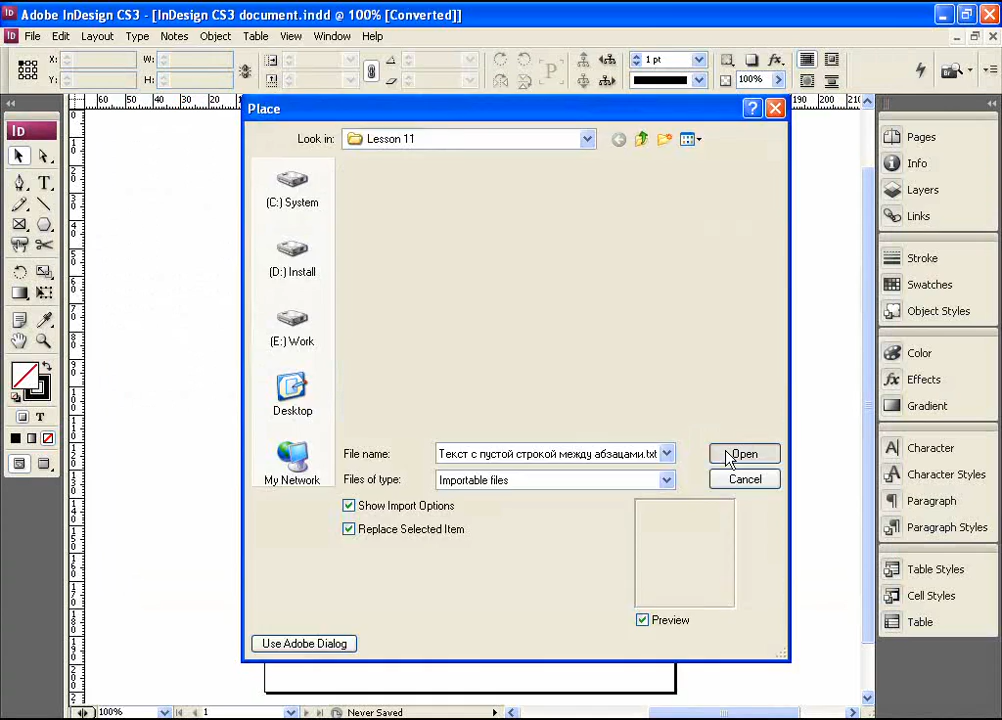 Adobe InDesign CS3 - [InDesign CS3 document.indd @ 100% [Converted]]
File Edit Layout Type Notes Object Table View Window Help
X: W: 1 pt
Y: H: 100%
Place
Look in: Lesson 11
(C:) System
(D:) Install
(E:) Work
Desktop
My Network
File name: Текст с пустой строкой между абзацами.txt Open
Files of type: Importable files Cancel
Show Import Options
Replace Selected Item
Preview
Use Adobe Dialog
Pages
Info
Layers
Links
Stroke
Swatches
Object Styles
Color
Effects
Gradient
Character
Character Styles
Paragraph
Paragraph Styles
Table Styles
Cell Styles
Table
100% 1 Never Saved